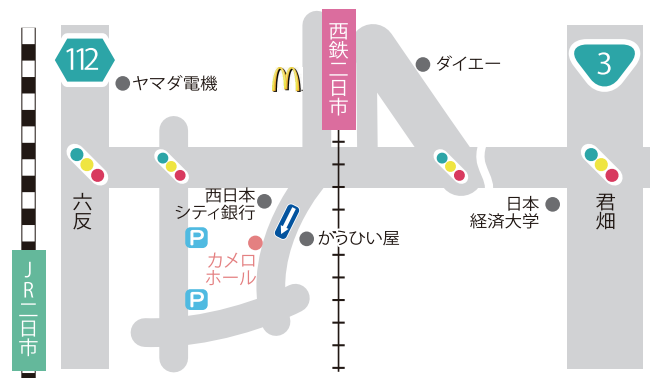 112
ヤマダ電機
西鉄二日市
ダイエー
3
六反
西日本
シティ銀行
日本
経済大学
君畑
P
かうひい屋
カメロ
ホール
JR二日市
P